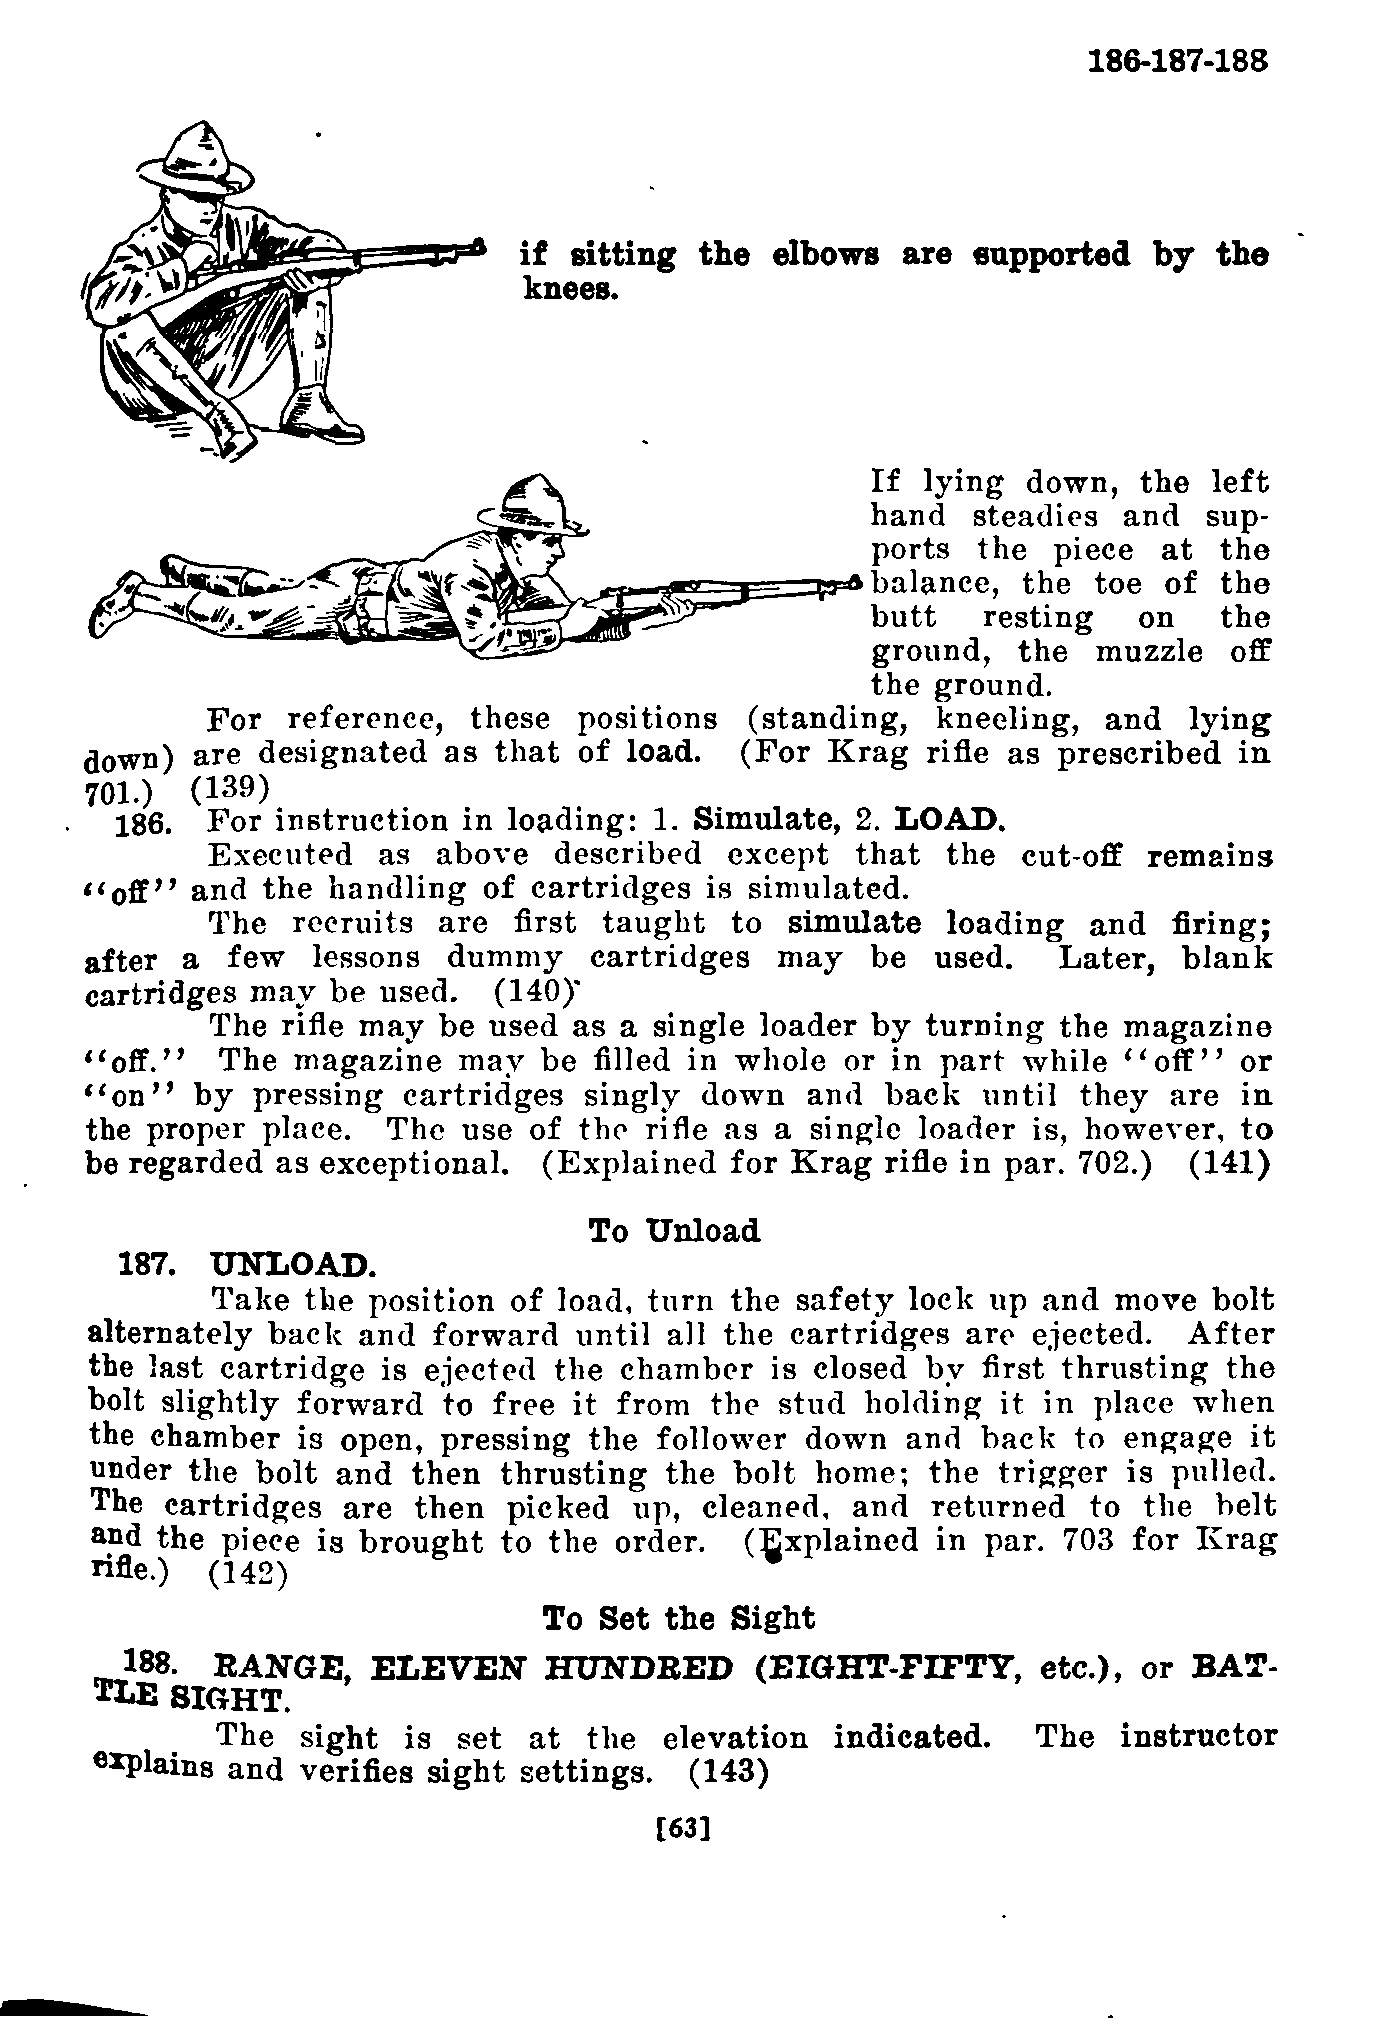 186-187-188
if sitting the elbows are supported by the
knees.
If lying down, the left
hand steadies and sup-
ports the piece at the
balance, the toe of the
butt resting on the
ground, the muzzle off
the ground.
For reference, these positions (standing, kneeling, and lying
down) are designated as that of load. (For Krag rifle as prescribed in
701.) (139)
186. For instruction in loading: 1. Simulate, 2. LOAD.
Executed as above described except that the cut-off remains
“off” and the handling of cartridges is simulated.
The recruits are first taught to simulate loading and firing;
after a few lessons dummy cartridges may be used. Later, blank
cartridges may be used. (140)
The rifle may be used as a single loader by turning the magazine
“off.” The magazine may be filled in whole or in part while “off” or
“on” by pressing cartridges singly down and back until they are in
the proper place. The use of the rifle as a single loader is, however, to
be regarded as exceptional. (Explained for Krag rifle in par. 702.) (141)
To Unload
187. UNLOAD.
Take the position of load, turn the safety lock up and move bolt
alternately back and forward until all the cartridges are ejected. After
the last cartridge is ejected the chamber is closed by first thrusting the
bolt slightly forward to free it from the stud holding it in place when
the chamber is open, pressing the follower down and back to engage it
under the bolt and then thrusting the bolt home; the trigger is pulled.
The cartridges are then picked up, cleaned, and returned to the belt
and the piece is brought to the order. (Explained in par. 703 for Krag
rifle.) (142)
To Set the Sight
188. RANGE, ELEVEN HUNDRED (EIGHT-FIFTY, etc.), or BAT-
TLE SIGHT.
The sight is set at the elevation indicated. The instructor
explains and verifies sight settings. (143)
[63]